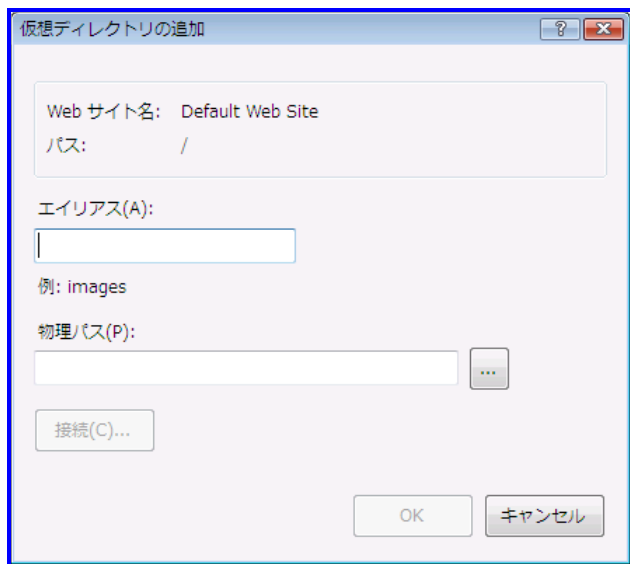 仮想ディレクトリの追加
?
Web サイト名: Default Web Site
パス: /
エイリアス(A):
例: images
物理パス(P):
...
接続(C)...
OK キャンセル